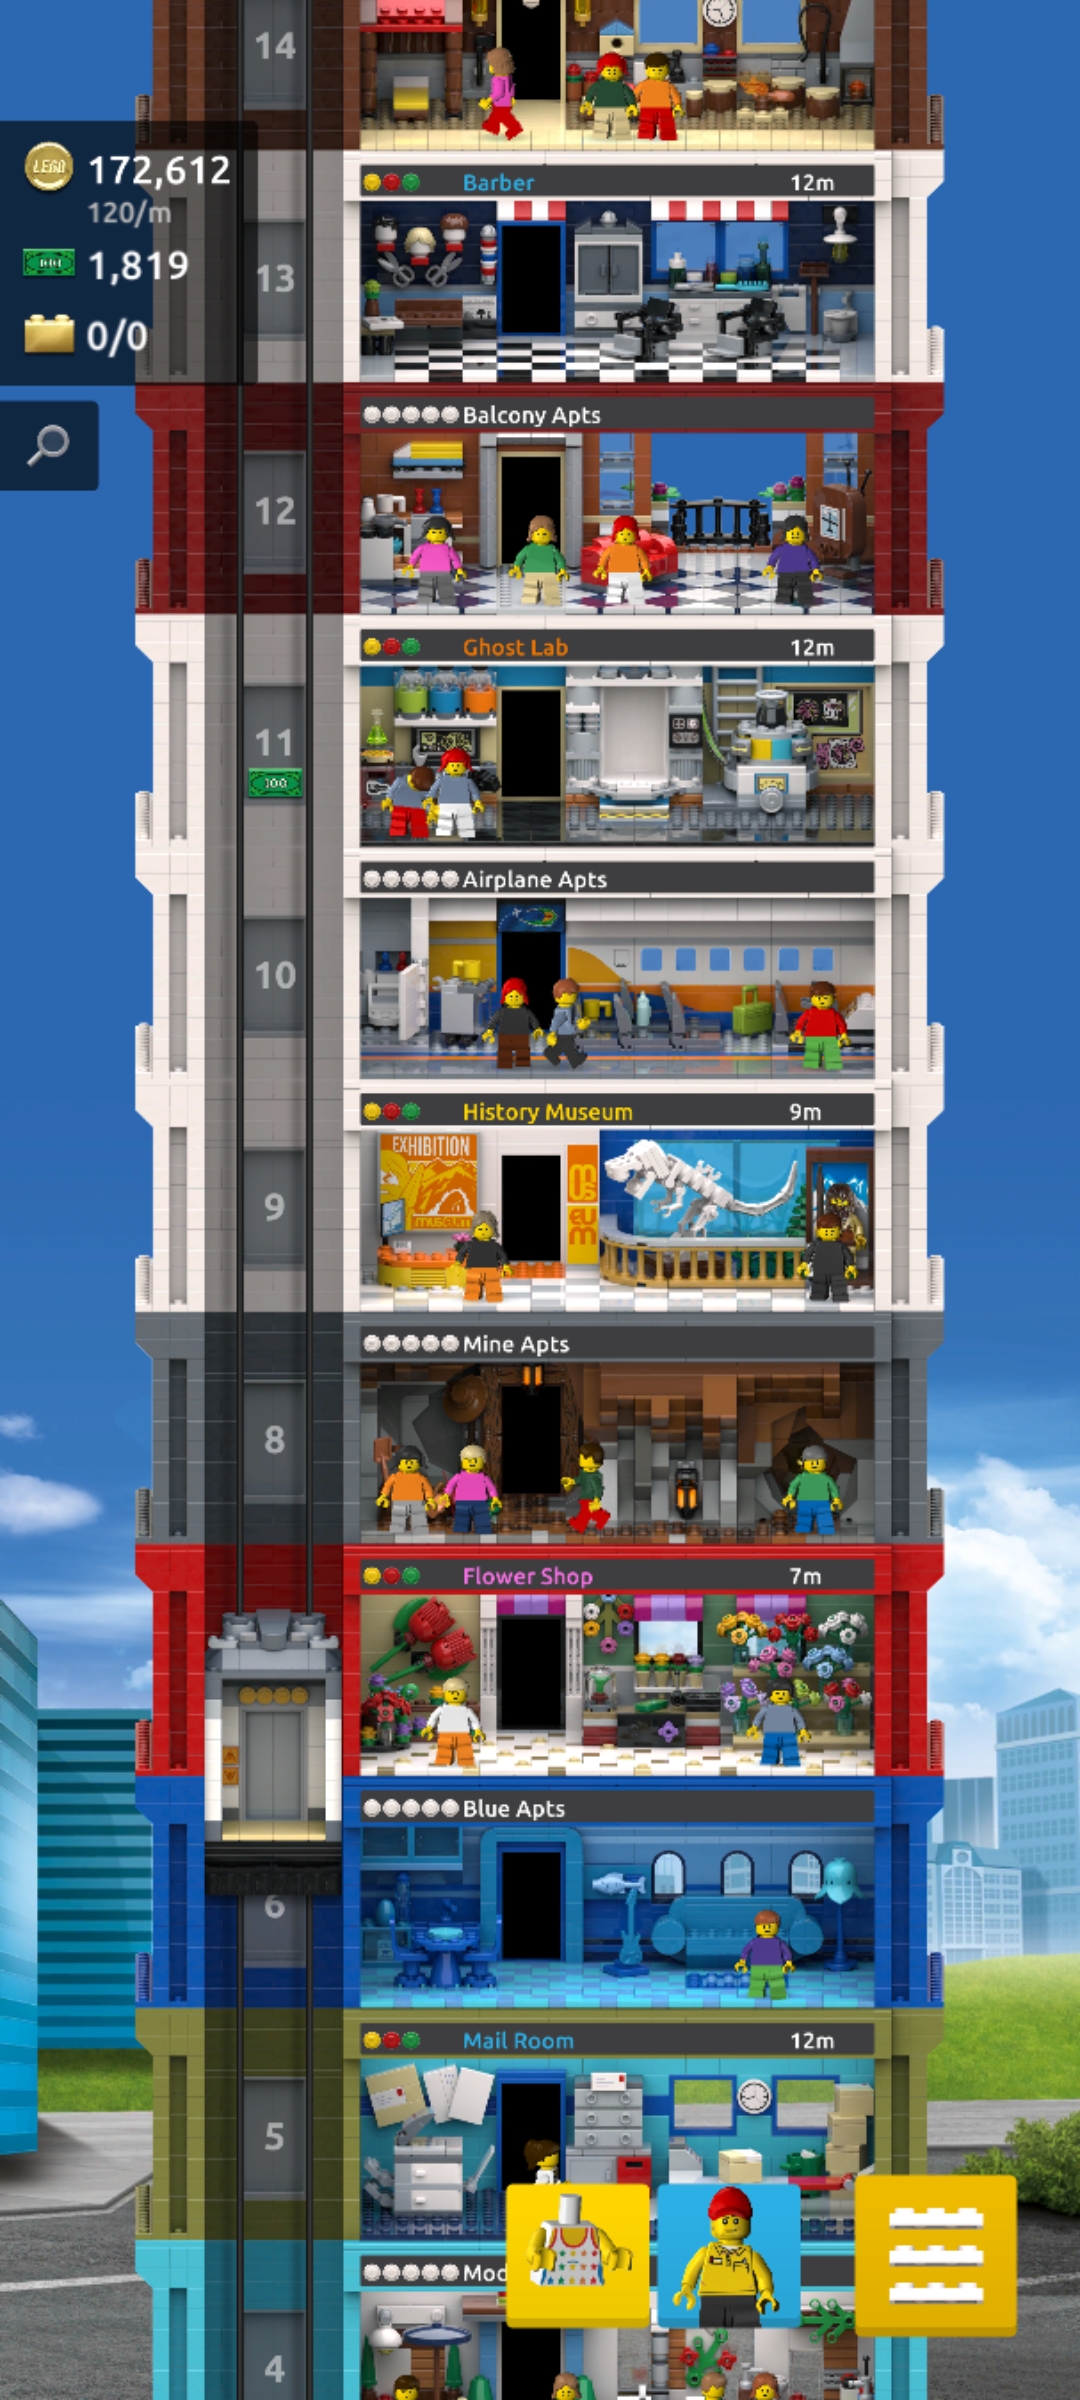 14
LEGO
172,612
120/m
1,819
0/0
Barber 12m
13
Balcony Apts
12
Ghost Lab 12m
11
100
Airplane Apts
10
History Museum 9m
EXHIBITION
museum
mus
eum
9
Mine Apts
8
Flower Shop 7m
Blue Apts
6
Mail Room 12m
5
Mod
4